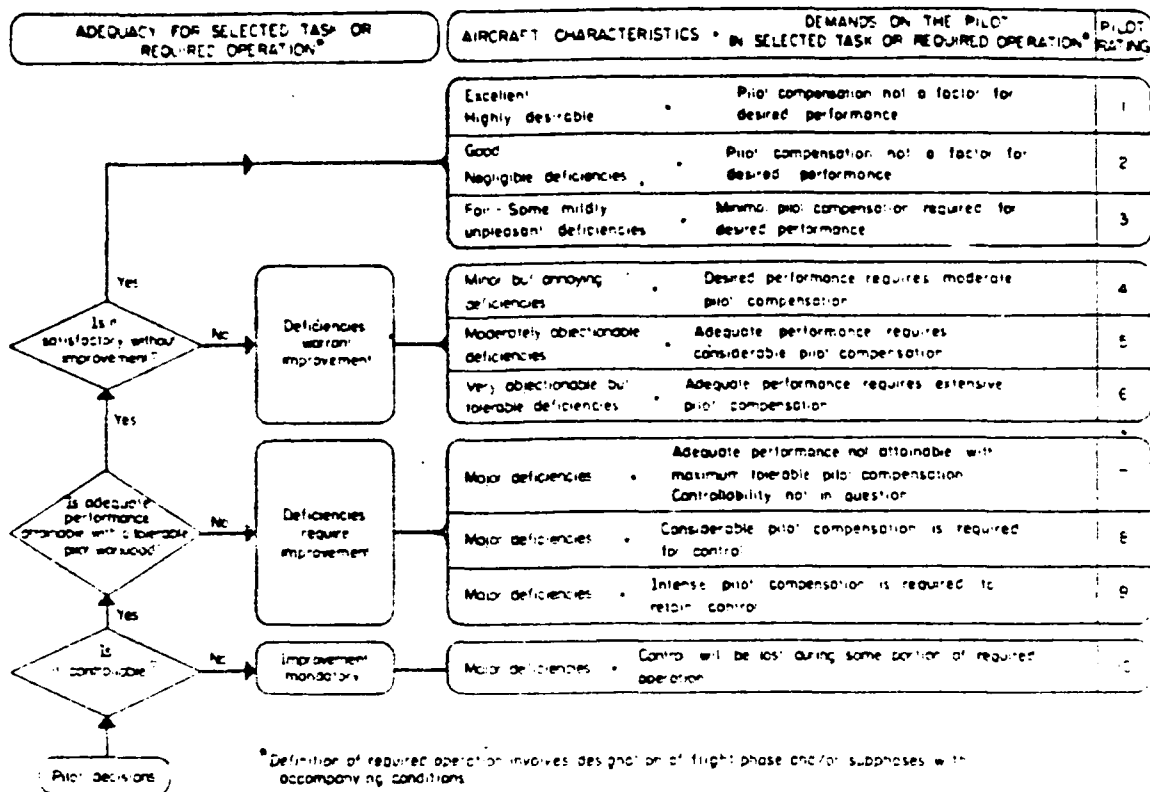 ADEQUACY FOR SELECTED TASK OR
REQUIRED OPERATION*
AIRCRAFT CHARACTERISTICS *
DEMANDS ON THE PILOT
IN SELECTED TASK OR REQUIRED OPERATION*
PILOT
RATING
Excellent
Highly desirable
Pilot compensation not a factor for
desired performance
1
Good
Negligible deficiencies
Pilot compensation not a factor for
desired performance
2
Fair - Some mildly
unpleasant deficiencies
Minimal pilot compensation required for
desired performance
3
Yes
Is it
satisfactory without
improvement?
No
Deficiencies
warrant
improvement
Minor but annoying
deficiencies
Desired performance requires moderate
pilot compensation
4
Moderately objectionable
deficiencies
Adequate performance requires
considerable pilot compensation
5
Very objectionable but
tolerable deficiencies
Adequate performance requires extensive
pilot compensation
6
Yes
Is adequate
performance
attainable with a tolerable
pilot workload?
No
Deficiencies
require
improvement
Major deficiencies
Adequate performance not attainable with
maximum tolerable pilot compensation
Controllability not in question
Major deficiencies
Considerable pilot compensation is required
for control
8
Major deficiencies
Intense pilot compensation is required to
retain control
9
Yes
Is
it controllable?
No
Improvement
mandatory
Major deficiencies
Control will be lost during some portion of required
operation
10
Pilot decisions
* Definition of required operation involves designation of flight phase and/or subphases with
accompanying conditions